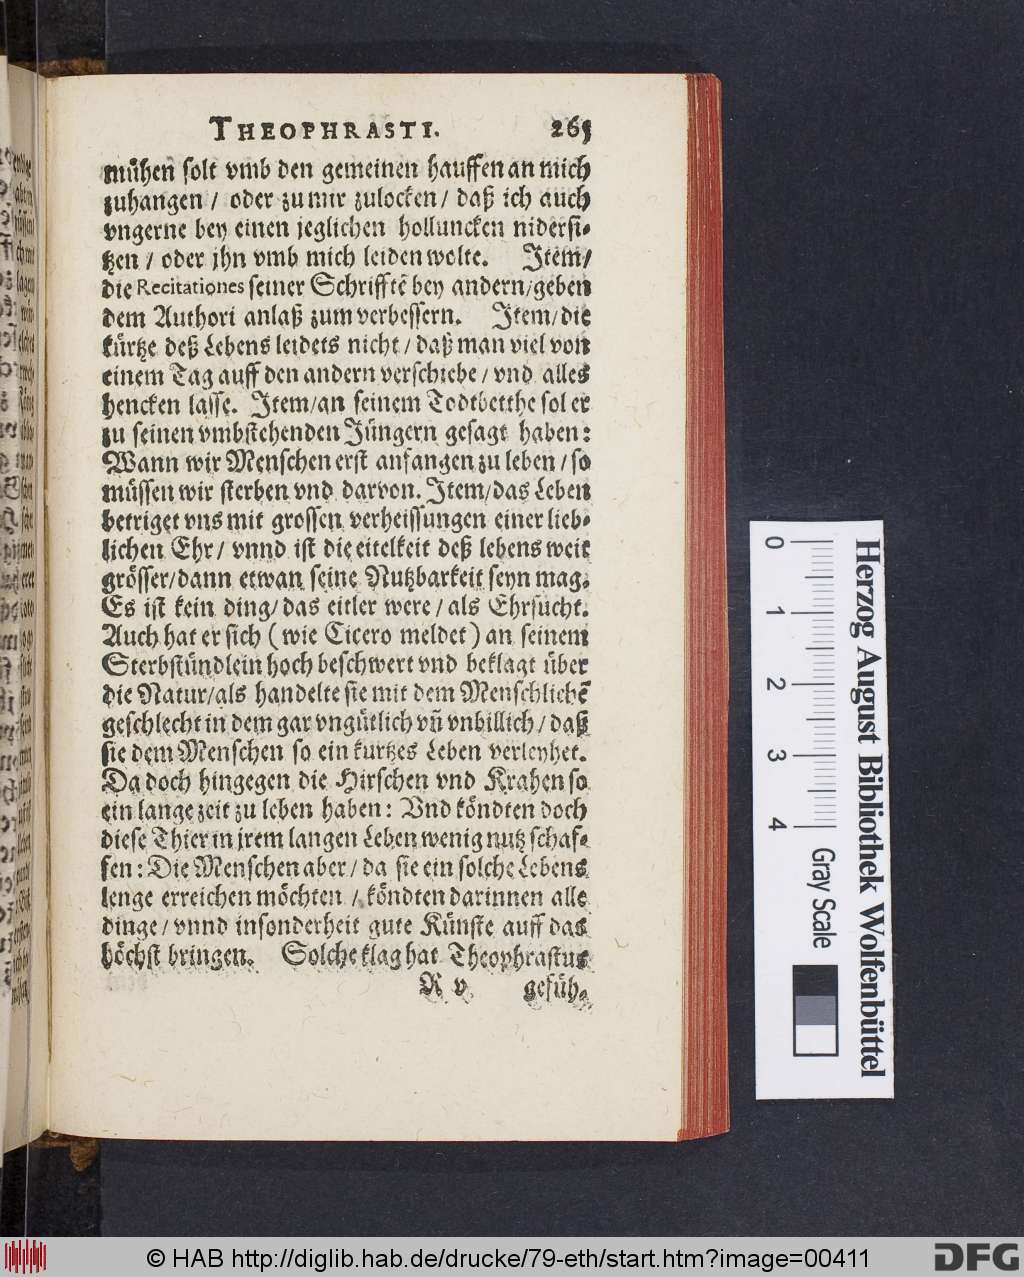 THEOPHRASTI. 265
mühen solt vmb den gemeinen hauffen an mich
zuhangen / oder zu mir zulocken / daß ich auch
vngerne bey einen jeglichen holluncken nidersi-
tzen / oder jhn vmb mich leiden wolte. Item/
die Recitationes seiner Schrifftē bey andern/geben
dem Authori anlaß zum verbessern. Item/die
kürtze deß Lebens leidets nicht / daß man viel von
einem Tag auff den andern verschiebe / vnd alles
hencken lasse. Item/an seinem Todtbetthe sol er
zu seinen vmbstehenden Jüngern gesagt haben:
Wann wir Menschen erst anfangen zu leben / so
müssen wir sterben vnd darvon. Item/das Leben
betriget vns mit grossen verheissungen einer lieb-
lichen Ehr / vnnd ist die eitelkeit deß lebens weit
grösser/dann etwan seine Nutzbarkeit seyn mag.
Es ist kein ding/das eitler were / als Ehrsucht.
Auch hat er sich (wie Cicero meldet) an seinem
Sterbstündlein hoch beschwert vnd beklagt über
die Natur/als handelte sie mit dem Menschlichē
geschlecht in dem gar vngütlich vñ vnbillich / daß
sie dem Menschen so ein kurtzes Leben verleyhet.
Da doch hingegen die Hirschen vnd Krahen so
ein lange zeit zu leben haben: Vnd köndten doch
diese Thier in jrem langen Leben wenig nutz schaf-
fen: Die Menschen aber / da sie ein solche Lebens
lenge erreichen möchten / köndten darinnen alle
dinge / vnnd insonderheit gute Künste auff das
höchst bringen. Solche klag hat Theophrastus
R v gefüh-
0 1 2 3 4
Gray Scale
Herzog August Bibliothek Wolfenbüttel
© HAB http://diglib.hab.de/drucke/79-eth/start.htm?image=00411
DFG